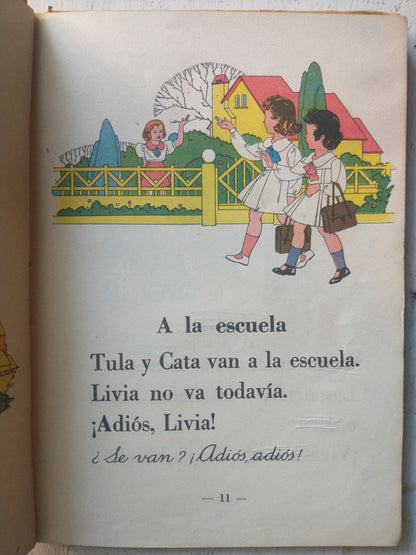 A la escuela
Tula y Cata van a la escuela.
Livia no va todavía.
¡Adiós, Livia!
¿Se van? ¡Adiós, adiós!
— 11 —